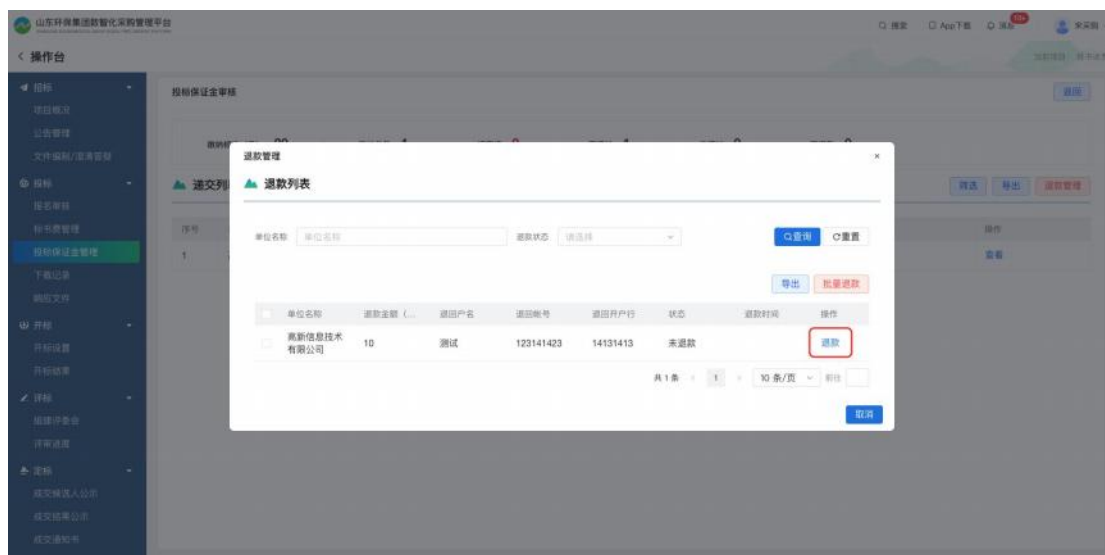 山东环保集团数智化采购管理平台
搜索 App下载 消息
操作台
招标
项目概况
公告管理
投标
报名审核
标书费管理
投标保证金管理
下载记录
响应文件
开标
开标设置
开标结果
评标
组建评委会
评审进度
定标
成交候选人公示
成交结果公示
成交通知书
投标保证金审核
返回
递交列
筛选 导出 退款管理
序号 操作
1 查看
退款管理 ×
退款列表
单位名称 单位名称 退款状态 请选择 查询 重置
导出 批量退款
单位名称 退款金额（... 退回户名 退回帐号 退回开户行 状态 退款时间 操作
高新信息技术 10 测试 123141423 14131413 未退款 退款
有限公司
共 1 条 1 10 条/页 前往
取消